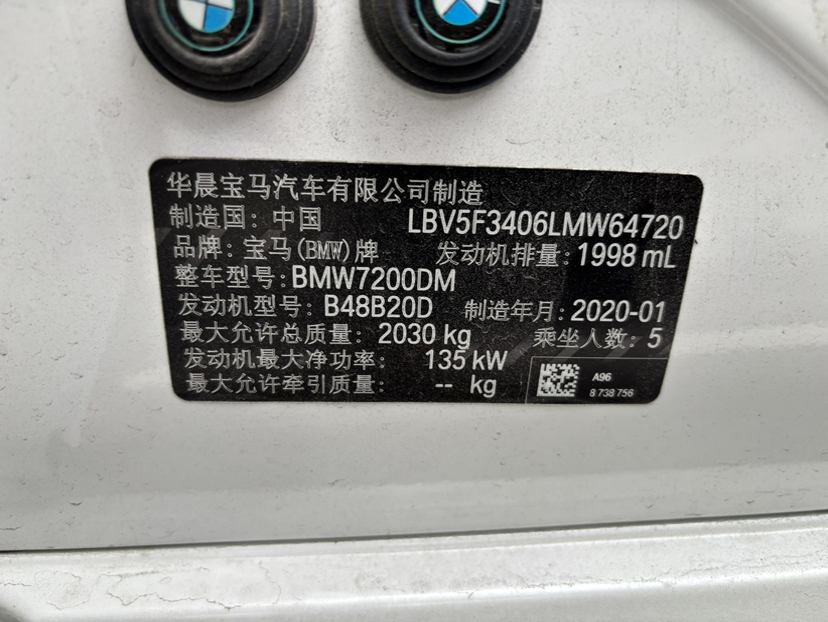 华晨宝马汽车有限公司制造
制造国: 中国 LBV5F3406LMW64720
品牌: 宝马(BMW)牌 发动机排量: 1998 mL
整车型号: BMW7200DM
发动机型号: B48B20D 制造年月: 2020-01
最大允许总质量: 2030 kg 乘坐人数: 5
发动机最大净功率: 135 kW
最大允许牵引质量: -- kg
A96
8 738 756